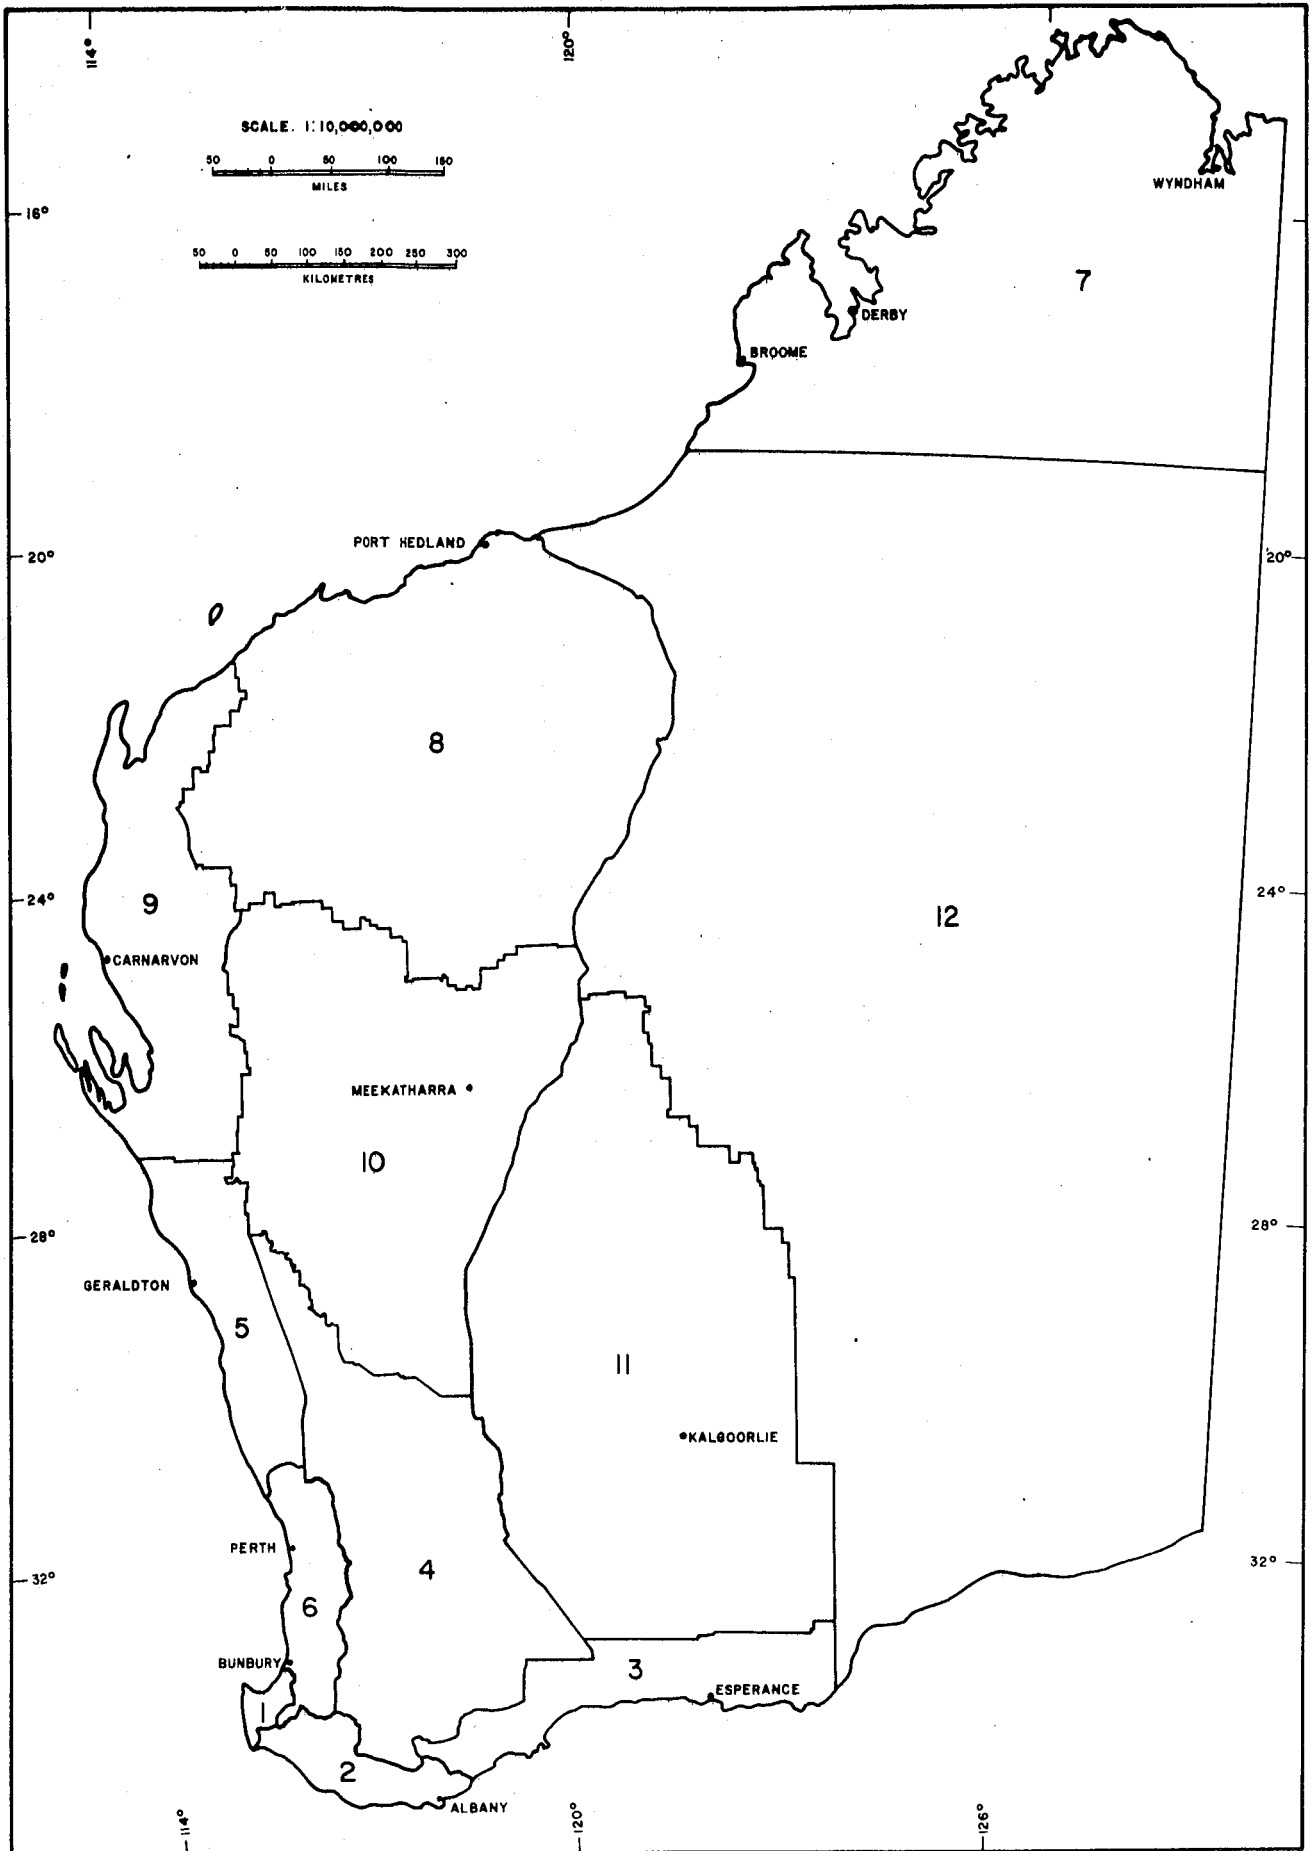 114°
120°
SCALE. 1:10,000,000
50 0 50 100 150
MILES
50 0 50 100 150 200 250 300
KILOMETRES
WYNDHAM
16°
7
DERBY
BROOME
PORT HEDLAND
20°
20°
8
24°
24°
9
12
CARNARVON
MEEKATHARRA
10
28°
28°
GERALDTON
5
11
KALGOORLIE
PERTH
4
32°
32°
6
BUNBURY
3
ESPERANCE
1
2
ALBANY
114°
120°
126°